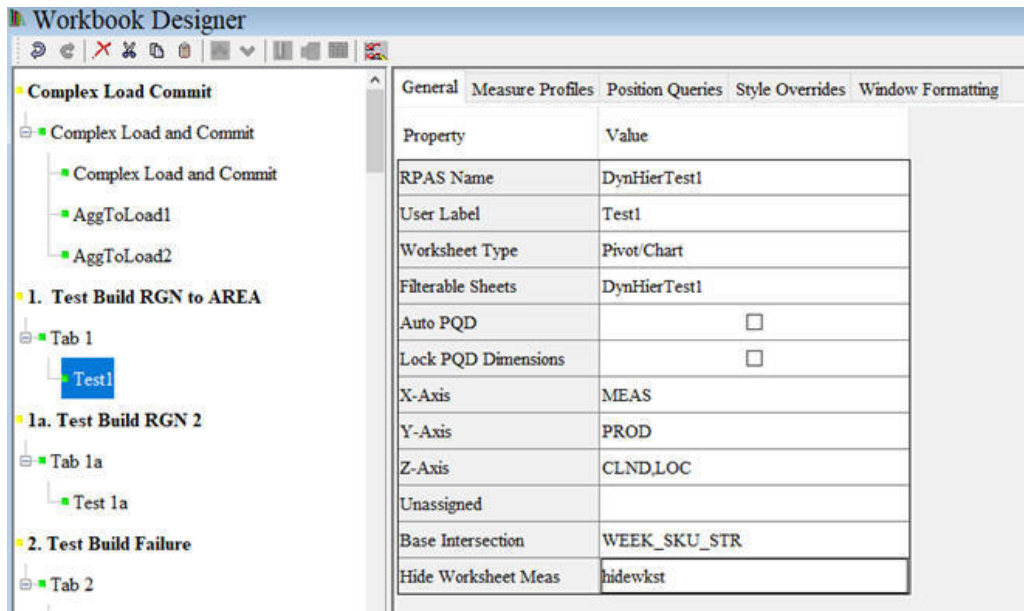 Workbook Designer
Complex Load Commit
Complex Load and Commit
Complex Load and Commit
AggToLoad1
AggToLoad2
1. Test Build RGN to AREA
Tab 1
Test1
1a. Test Build RGN 2
Tab 1a
Test 1a
2. Test Build Failure
Tab 2
General Measure Profiles Position Queries Style Overrides Window Formatting
Property Value
RPAS Name DynHierTest1
User Label Test1
Worksheet Type Pivot/Chart
Filterable Sheets DynHierTest1
Auto PQD
Lock PQD Dimensions
X-Axis MEAS
Y-Axis PROD
Z-Axis CLND,LOC
Unassigned
Base Intersection WEEK_SKU_STR
Hide Worksheet Meas hidewkst